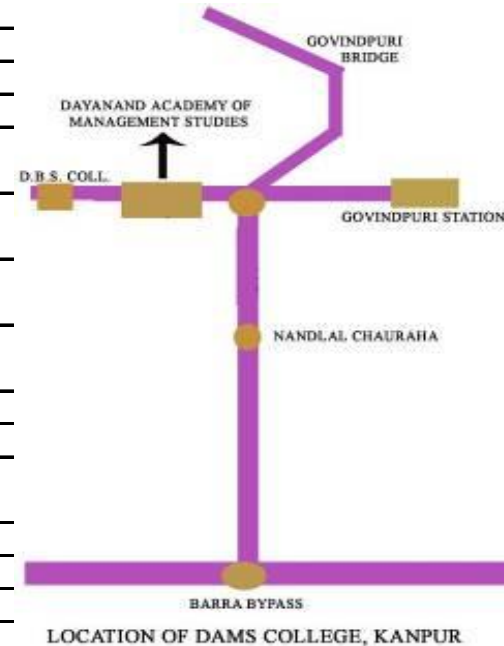 GOVINDPURI
BRIDGE
DAYANAND ACADEMY OF
MANAGEMENT STUDIES
D.B.S. COLL.
GOVINDPURI STATION
NANDLAL CHAURAHA
BARRA BYPASS
LOCATION OF DAMS COLLEGE, KANPUR